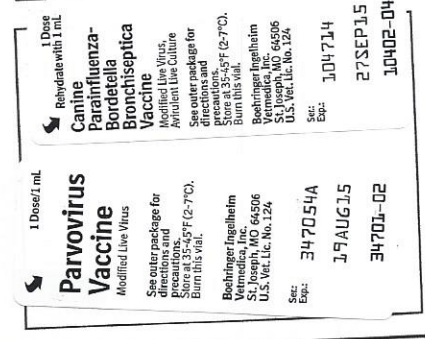 1 Dose
Rehydrate with 1 mL
Canine
Parainfluenza-
Bordetella
Bronchiseptica
Vaccine
Modified Live Virus,
Avirulent Live Culture
See outer package for
directions and
precautions.
Store at 35-45°F (2-7°C).
Burn this vial.
Boehringer Ingelheim
Vetmedica, Inc.
St. Joseph, MO 64506
U.S. Vet. Lic. No. 124
Ser.:
Exp.:
104714
27SEP15
10402-04
1 Dose/1 mL
Parvovirus
Vaccine
Modified Live Virus
See outer package for
directions and
precautions.
Store at 35-45°F (2-7°C).
Burn this vial.
Boehringer Ingelheim
Vetmedica, Inc.
St. Joseph, MO 64506
U.S. Vet. Lic. No. 124
Ser.:
Exp.:
347054A
19AUG15
34701-02